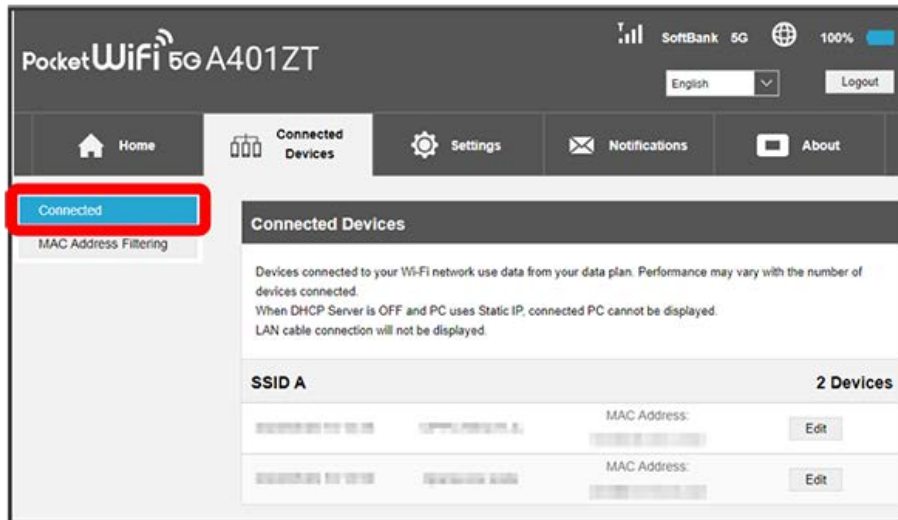 SoftBank 5G 100%
Pocket WiFi 5G A401ZT
English
Logout
Home
Connected
Devices
Settings
Notifications
About
Connected
MAC Address Filtering
Connected Devices
Devices connected to your Wi-Fi network use data from your data plan. Performance may vary with the number of
devices connected.
When DHCP Server is OFF and PC uses Static IP, connected PC cannot be displayed.
LAN cable connection will not be displayed.
SSID A
2 Devices
MAC Address:
Edit
MAC Address:
Edit